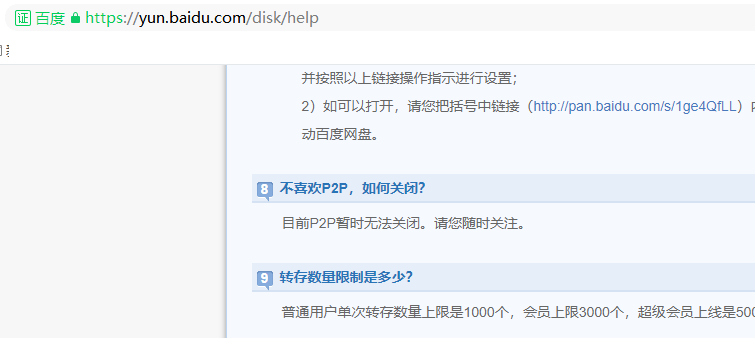 证 百度 https://yun.baidu.com/disk/help
并按照以上链接操作指示进行设置；
2）如可以打开，请您把括号中链接（http://pan.baidu.com/s/1ge4QfLL）
动百度网盘。
8 不喜欢P2P，如何关闭？
目前P2P暂时无法关闭。请您随时关注。
9 转存数量限制是多少？
普通用户单次转存数量上限是1000个，会员上限3000个，超级会员上线是500